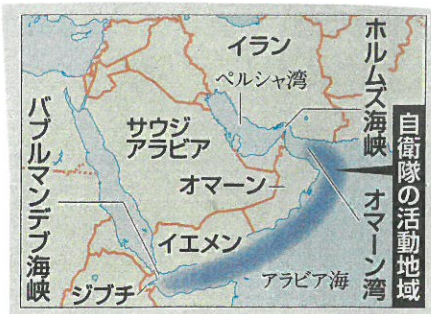 自衛隊の活動地域
ホルムズ海峡
イラン
ペルシャ湾
サウジ
アラビア
オマーン
オマーン湾
イエメン
アラビア海
バブルマンデブ海峡
ジブチ